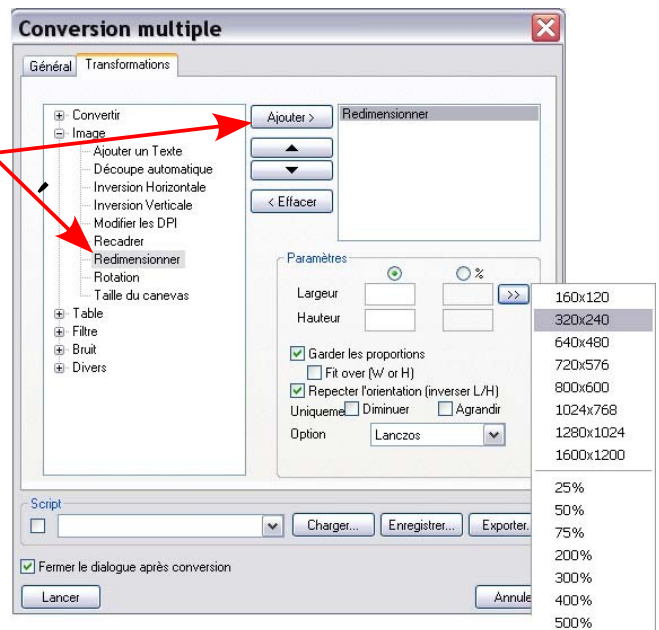 Conversion multiple
Général
Transformations
Convertir
Image
Ajouter un Texte
Découpe automatique
Inversion Horizontale
Inversion Verticale
Modifier les DPI
Recadrer
Redimensionner
Rotation
Taille du canevas
Table
Filtre
Bruit
Divers
Ajouter >
< Effacer
Redimensionner
Paramètres
%
Largeur
>>
Hauteur
Garder les proportions
Fit over (W or H)
Repecter l'orientation (inverser L/H)
Uniqueme Diminuer Agrandir
Option Lanczos
160x120
320x240
640x480
720x576
800x600
1024x768
1280x1024
1600x1200
25%
50%
75%
200%
300%
400%
500%
Script
Charger... Enregistrer... Exporter.
Fermer le dialogue après conversion
Lancer Annule